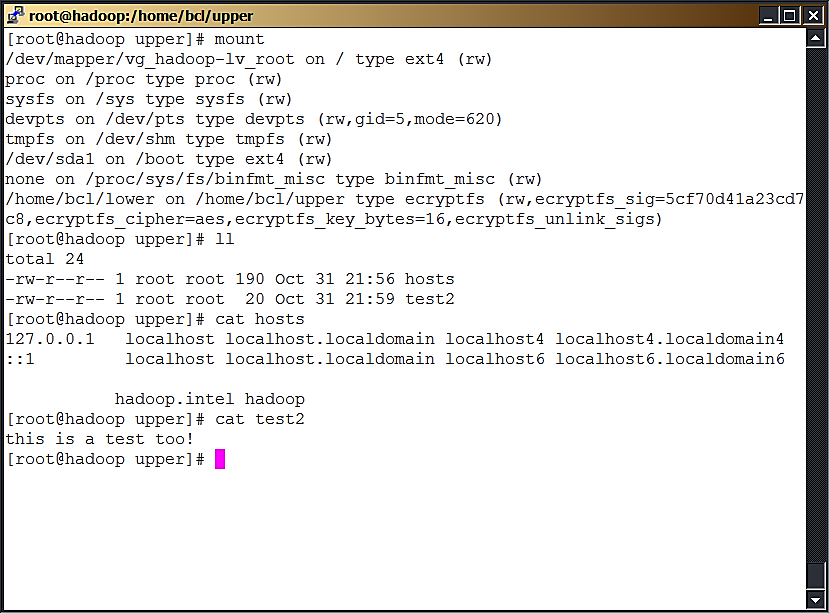 root@hadoop:/home/bcl/upper
[root@hadoop upper]# mount
/dev/mapper/vg_hadoop-lv_root on / type ext4 (rw)
proc on /proc type proc (rw)
sysfs on /sys type sysfs (rw)
devpts on /dev/pts type devpts (rw,gid=5,mode=620)
tmpfs on /dev/shm type tmpfs (rw)
/dev/sda1 on /boot type ext4 (rw)
none on /proc/sys/fs/binfmt_misc type binfmt_misc (rw)
/home/bcl/lower on /home/bcl/upper type ecryptfs (rw,ecryptfs_sig=5cf70d41a23cd7
c8,ecryptfs_cipher=aes,ecryptfs_key_bytes=16,ecryptfs_unlink_sigs)
[root@hadoop upper]# ll
total 24
-rw-r--r-- 1 root root 190 Oct 31 21:56 hosts
-rw-r--r-- 1 root root  20 Oct 31 21:59 test2
[root@hadoop upper]# cat hosts
127.0.0.1   localhost localhost.localdomain localhost4 localhost4.localdomain4
::1         localhost localhost.localdomain localhost6 localhost6.localdomain6
           hadoop.intel hadoop
[root@hadoop upper]# cat test2
this is a test too!
[root@hadoop upper]#